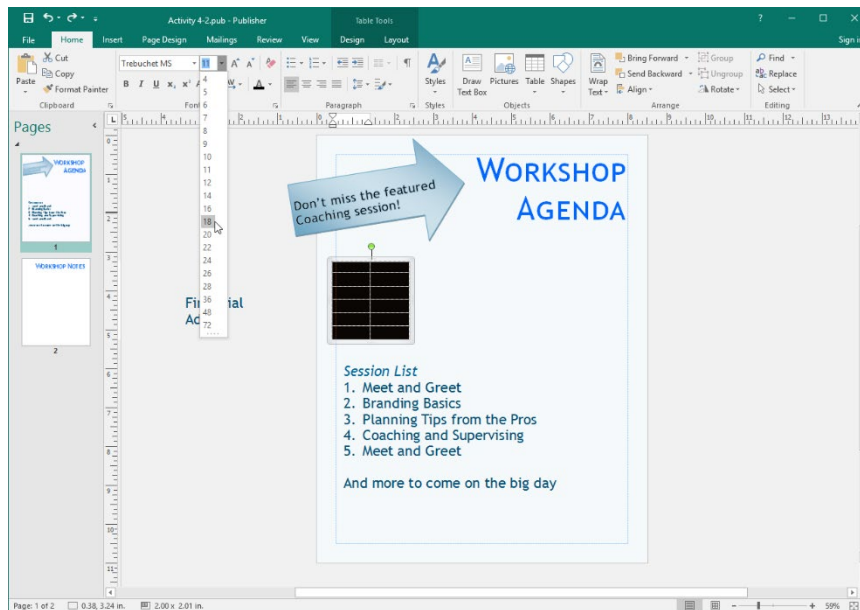 Activity 4-2.pub - Publisher
Table Tools
? 
File Home Insert Page Design Mailings Review View Design Layout Sign in
Paste
Cut
Copy
Format Painter
Clipboard
Trebuchet MS 11
B I U x, x'
Font
Paragraph
Styles
Styles
Draw Text Box
Pictures
Table
Shapes
Objects
Wrap Text
Bring Forward
Send Backward
Align
Group
Ungroup
Rotate
Arrange
Find
Replace
Select
Editing
4
5
6
7
8
9
10
11
12
14
16
18
20
22
24
26
28
36
48
72
Pages
WORKSHOP
AGENDA
1
WORKSHOP NOTES
2
Don't miss the featured
Coaching session!
WORKSHOP
AGENDA
Session List
1. Meet and Greet
2. Branding Basics
3. Planning Tips from the Pros
4. Coaching and Supervising
5. Meet and Greet
And more to come on the big day
Page: 1 of 2 0.38, 3.24 in. 2.00 x 2.01 in. 59%